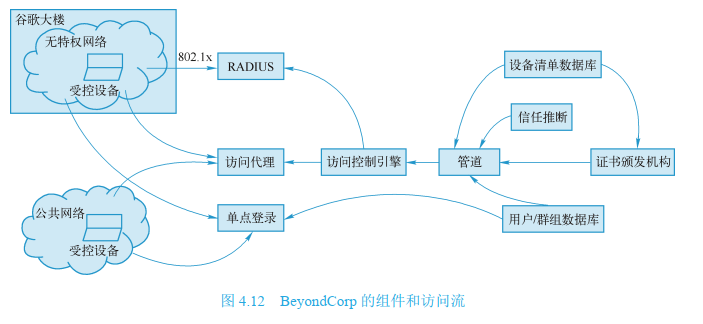 谷歌大楼
无特权网络
受控设备
802.1x
RADIUS
设备清单数据库
信任推断
访问代理
访问控制引擎
管道
证书颁发机构
公共网络
受控设备
单点登录
用户/群组数据库
图 4.12 BeyondCorp 的组件和访问流